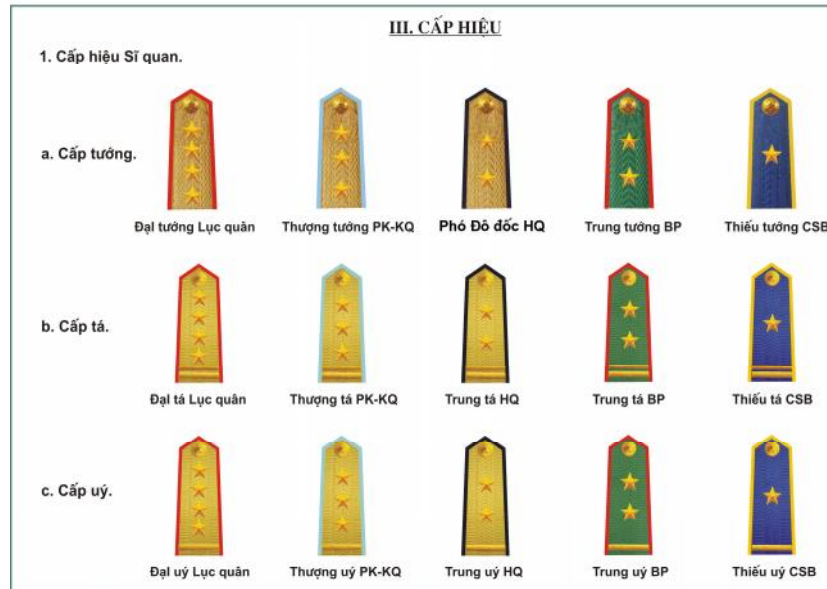 III. CẤP HIỆU
1. Cấp hiệu Sĩ quan.
a. Cấp tướng.
Đại tướng Lục quân
Thượng tướng PK-KQ
Phó Đô đốc HQ
Trung tướng BP
Thiếu tướng CSB
b. Cấp tá.
Đại tá Lục quân
Thượng tá PK-KQ
Trung tá HQ
Trung tá BP
Thiếu tá CSB
c. Cấp uý.
Đại uý Lục quân
Thượng uý PK-KQ
Trung uý HQ
Trung uý BP
Thiếu uý CSB